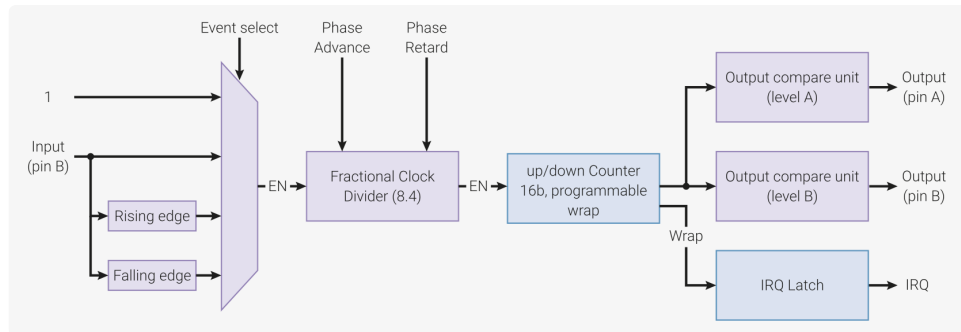 Event select
Phase
Advance
Phase
Retard
1
Input
(pin B)
Rising edge
Falling edge
EN
Fractional Clock
Divider (8.4)
EN
up/down Counter
16b, programmable
wrap
Wrap
Output compare unit
(level A)
Output
(pin A)
Output compare unit
(level B)
Output
(pin B)
IRQ Latch
IRQ